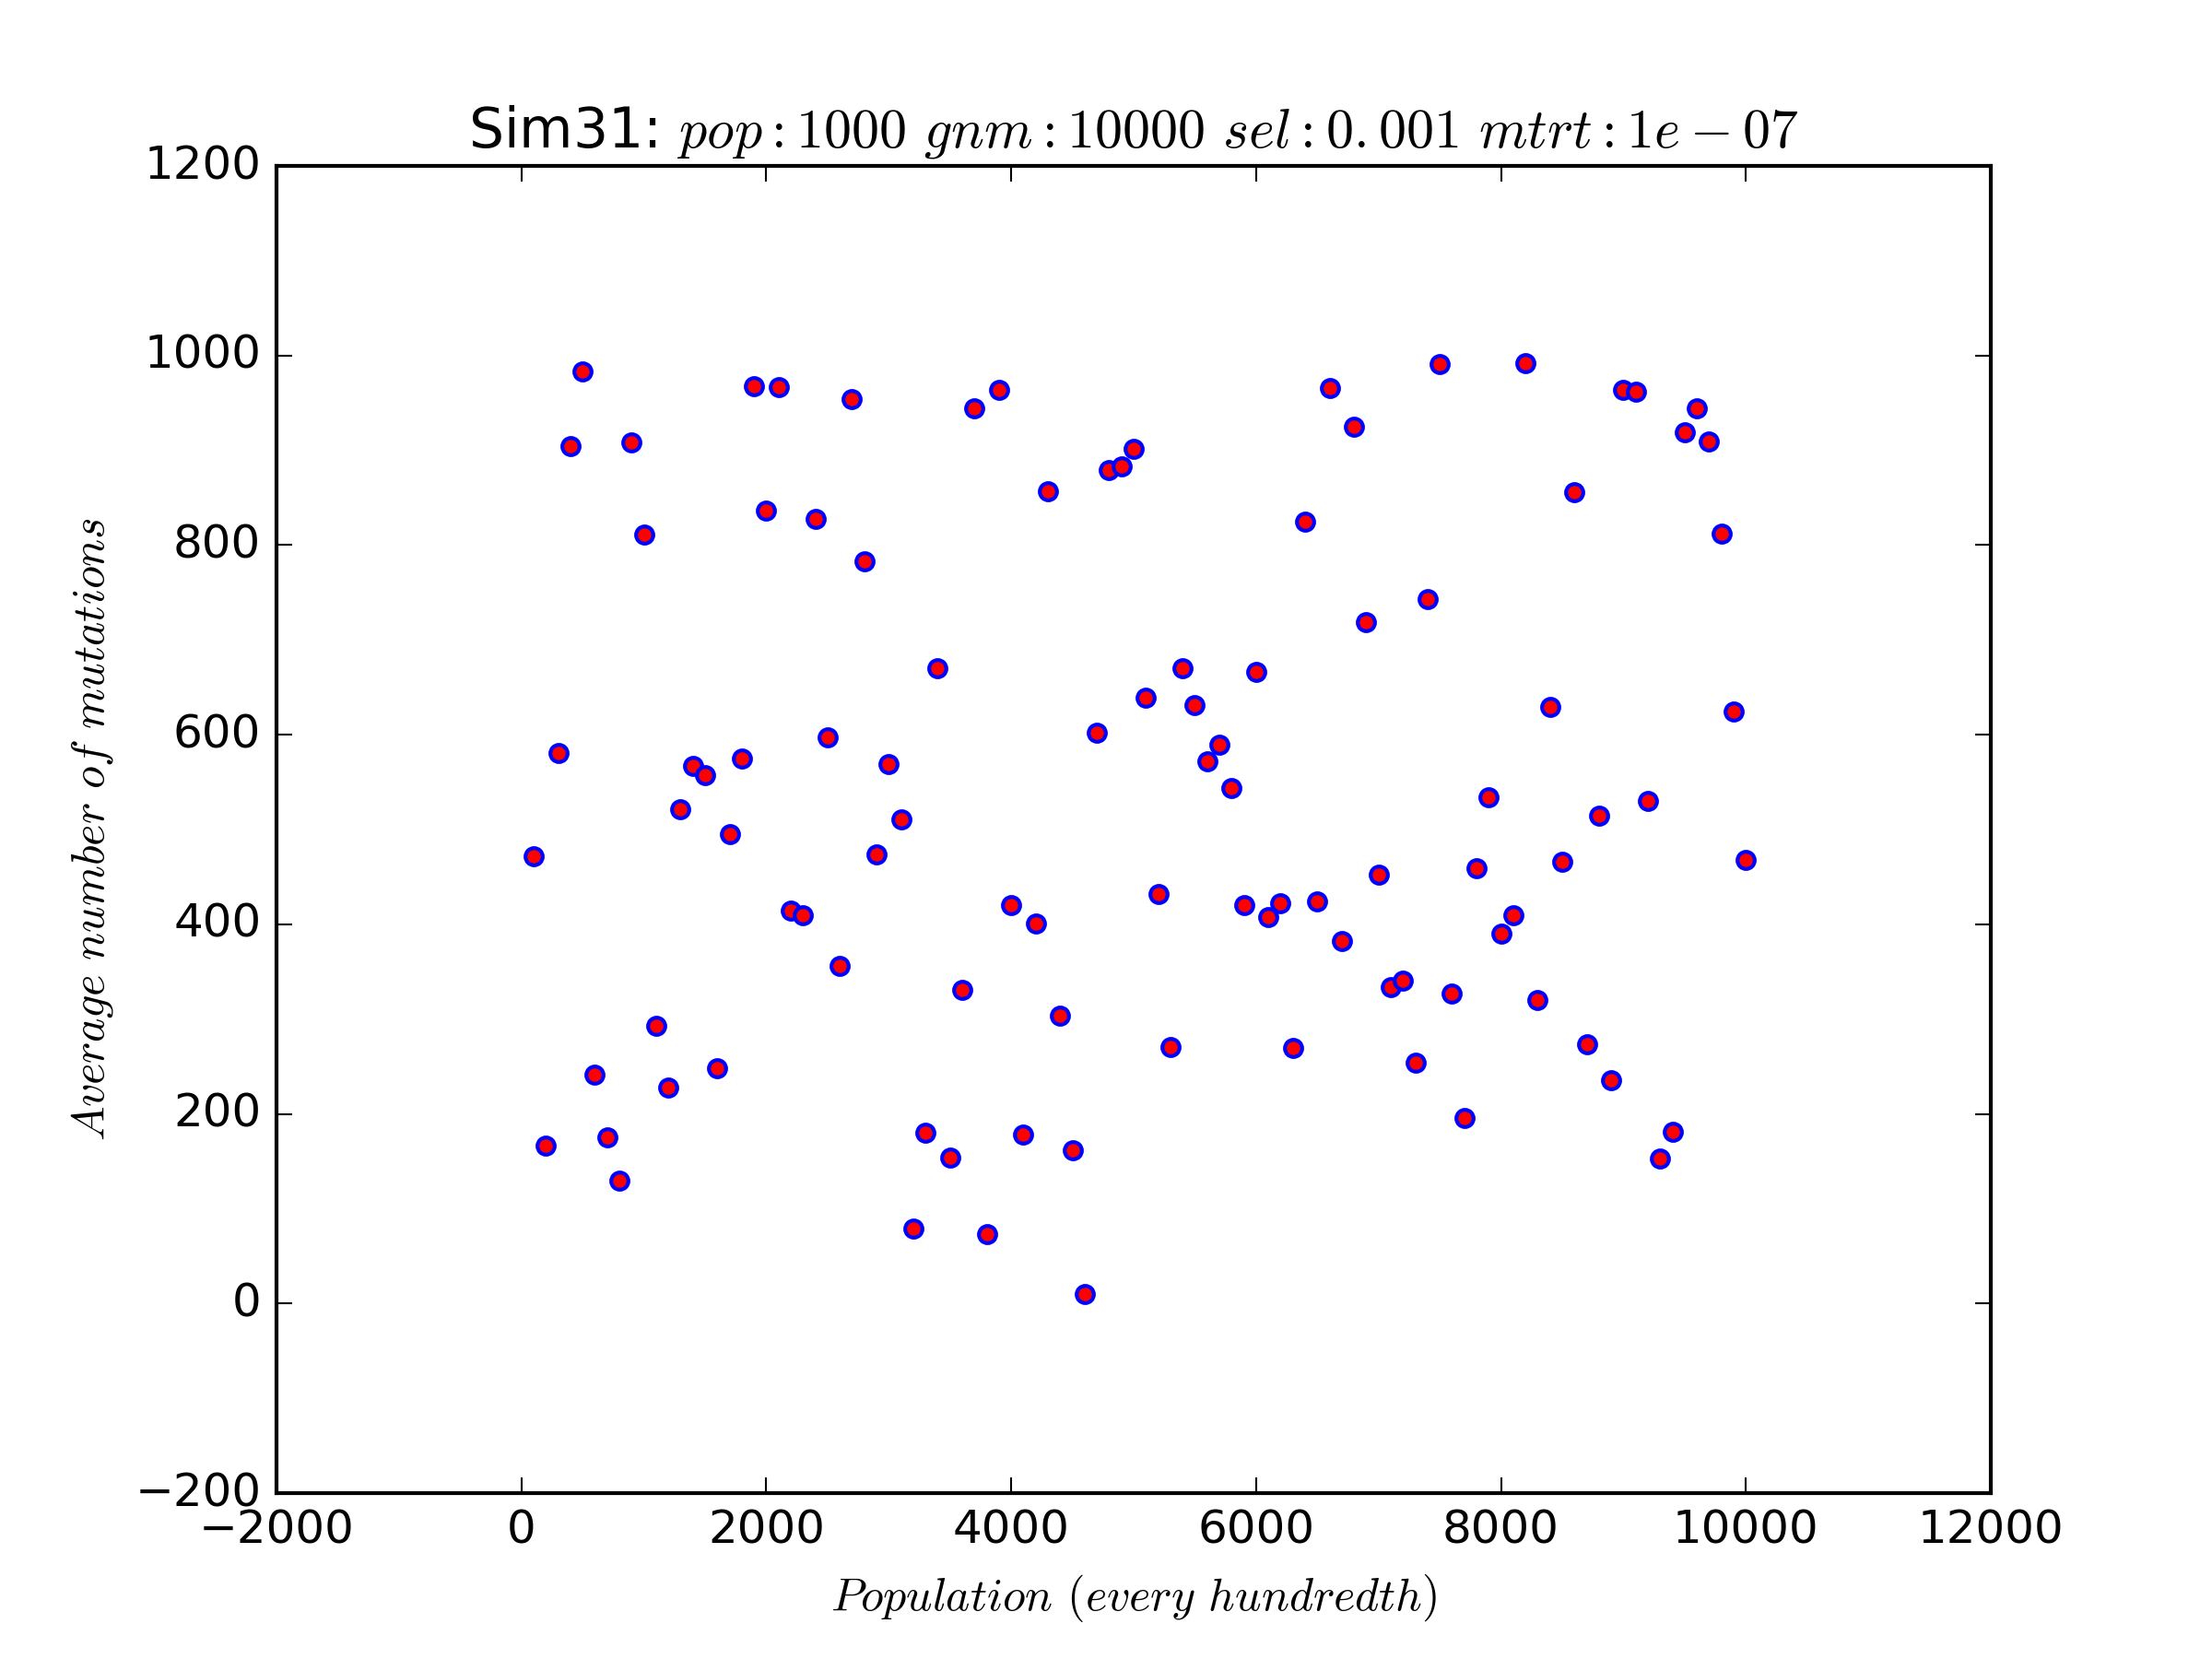 Sim31: pop : 1000 gnm : 10000 sel : 0.001 mtrt : 1e − 07
1200
1000
800
600
400
200
0
−200
Average number of mutations
−2000 0 2000 4000 6000 8000 10000 12000
Population (every hundredth)